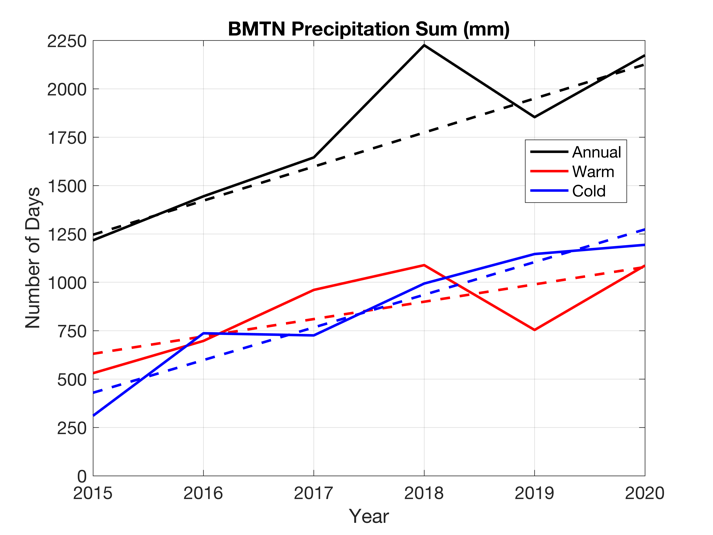 BMTN Precipitation Sum (mm)
2250
2000
1750
1500
1250
1000
750
500
250
0
Number of Days
Annual
Warm
Cold
2015 2016 2017 2018 2019 2020
Year